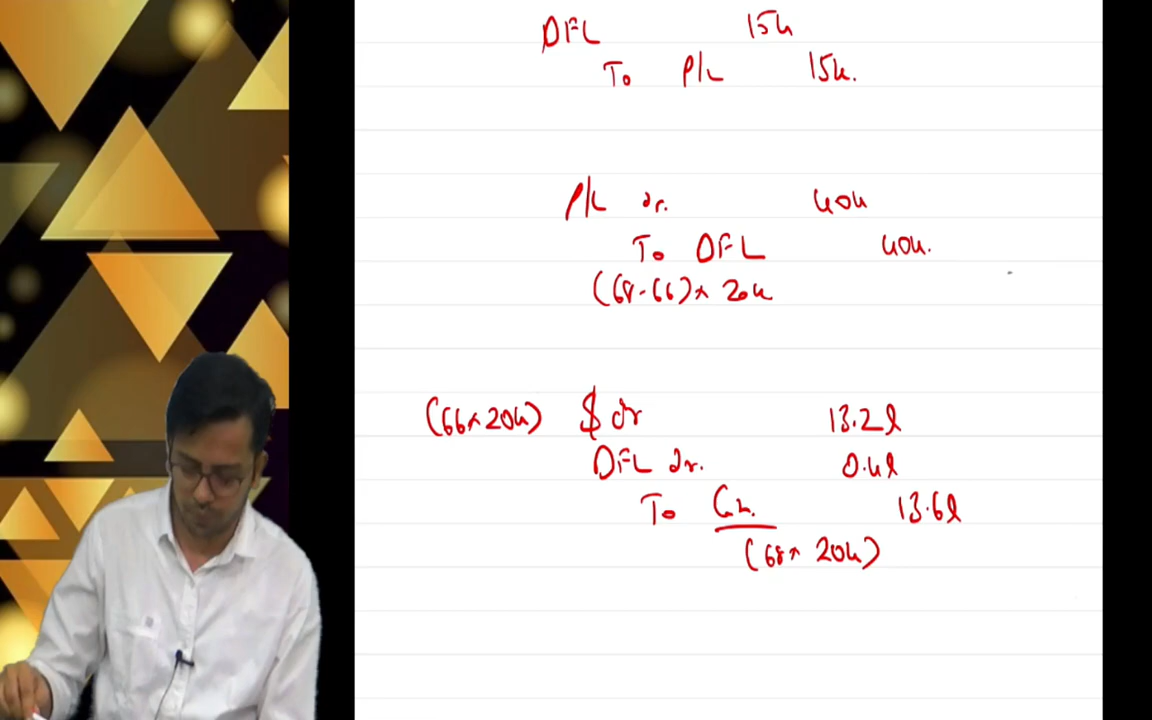 DFL 15k
To P/L 15k.
P/L dr. 40k
To DFL 40k.
(68-66)x 20k
(66x20k) $ dr 13.2l
DFL dr. 0.4l
To Cash. 13.6l
(68x 20k)